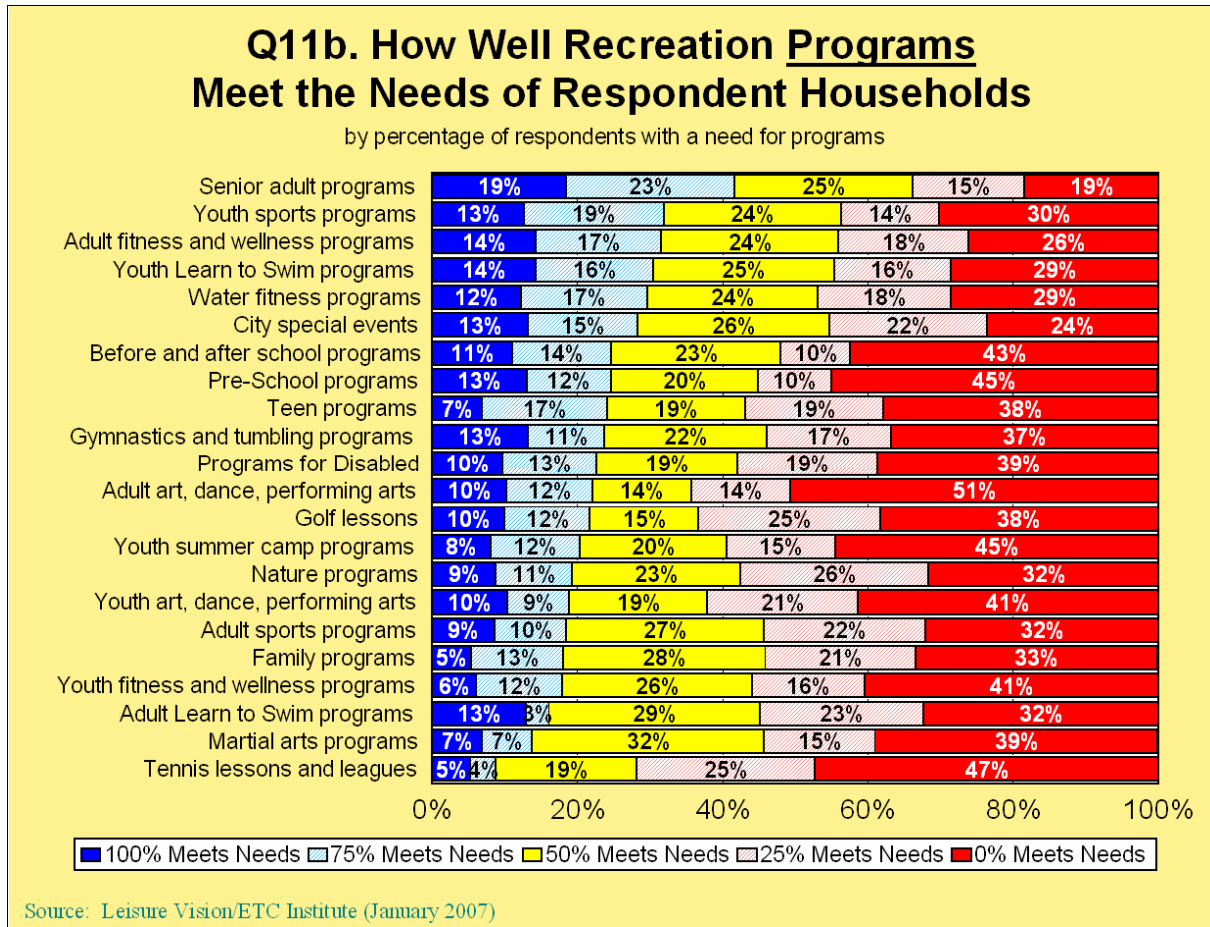 Q11b. How Well Recreation Programs
Meet the Needs of Respondent Households
by percentage of respondents with a need for programs
Senior adult programs 19% 23% 25% 15% 19%
Youth sports programs 13% 19% 24% 14% 30%
Adult fitness and wellness programs 14% 17% 24% 18% 26%
Youth Learn to Swim programs 14% 16% 25% 16% 29%
Water fitness programs 12% 17% 24% 18% 29%
City special events 13% 15% 26% 22% 24%
Before and after school programs 11% 14% 23% 10% 43%
Pre-School programs 13% 12% 20% 10% 45%
Teen programs 7% 17% 19% 19% 38%
Gymnastics and tumbling programs 13% 11% 22% 17% 37%
Programs for Disabled 10% 13% 19% 19% 39%
Adult art, dance, performing arts 10% 12% 14% 14% 51%
Golf lessons 10% 12% 15% 25% 38%
Youth summer camp programs 8% 12% 20% 15% 45%
Nature programs 9% 11% 23% 26% 32%
Youth art, dance, performing arts 10% 9% 19% 21% 41%
Adult sports programs 9% 10% 27% 22% 32%
Family programs 5% 13% 28% 21% 33%
Youth fitness and wellness programs 6% 12% 26% 16% 41%
Adult Learn to Swim programs 13% 3% 29% 23% 32%
Martial arts programs 7% 7% 32% 15% 39%
Tennis lessons and leagues 5% 4% 19% 25% 47%
0% 20% 40% 60% 80% 100%
100% Meets Needs 75% Meets Needs 50% Meets Needs 25% Meets Needs 0% Meets Needs
Source: Leisure Vision/ETC Institute (January 2007)